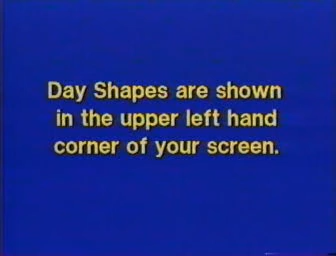 Day Shapes are shown
in the upper left hand
corner of your screen.